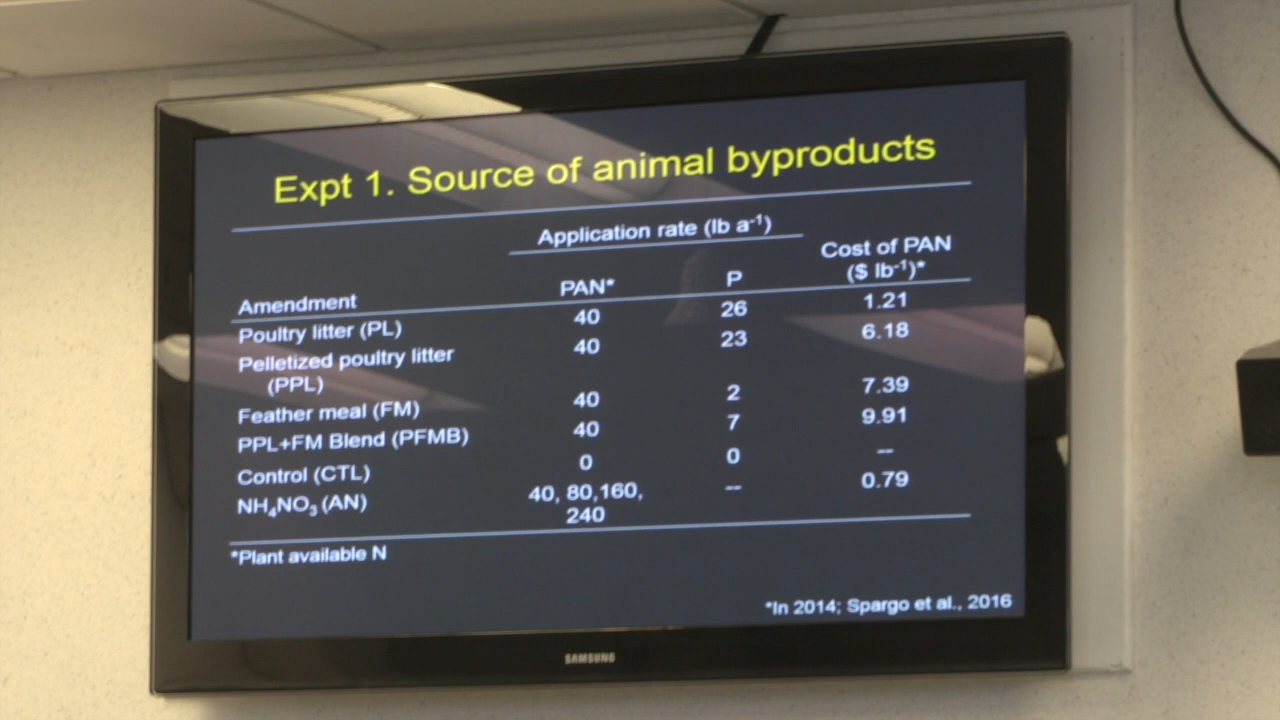 Expt 1. Source of animal byproducts
Application rate (lb a⁻¹)
Cost of PAN
($ lb⁻¹)*
Amendment PAN* P
Poultry litter (PL) 40 26 1.21
Pelletized poultry litter 40 23 6.18
(PPL)
Feather meal (FM) 40 2 7.39
PPL+FM Blend (PFMB) 40 7 9.91
Control (CTL) 0 0 --
NH₄NO₃ (AN) 40, 80,160, -- 0.79
240
*Plant available N
*In 2014; Spargo et al., 2016
SAMSUNG